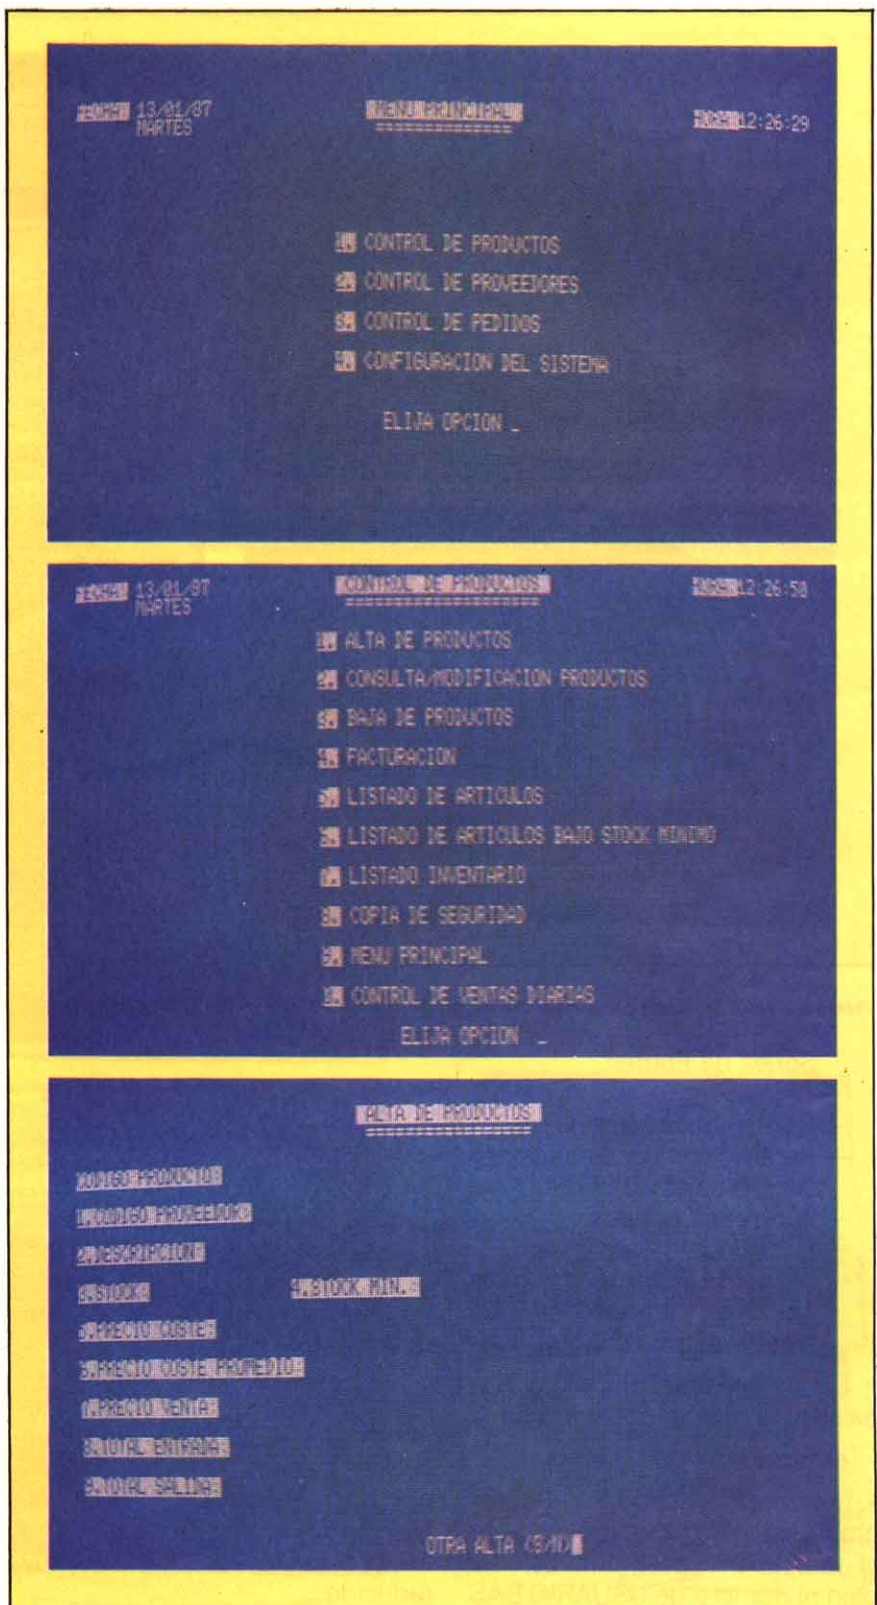 FECHA: 13/01/87 MENU PRINCIPAL HORA 12:26:29
MARTES ==============
1. CONTROL DE PRODUCTOS
2. CONTROL DE PROVEEDORES
3. CONTROL DE PEDIDOS
4. CONFIGURACION DEL SISTEMA
ELIJA OPCION _
FECHA: 13/01/87 CONTROL DE PRODUCTOS HORA 12:26:50
MARTES ====================
1. ALTA DE PRODUCTOS
2. CONSULTA/MODIFICACION PRODUCTOS
3. BAJA DE PRODUCTOS
4. FACTURACION
5. LISTADO DE ARTICULOS
6. LISTADO DE ARTICULOS BAJO STOCK MINIMO
7. LISTADO INVENTARIO
8. COPIA DE SEGURIDAD
9. MENU PRINCIPAL
CONTROL DE VENTAS DIARIAS
ELIJA OPCION _
ALTA DE PRODUCTOS
=================
CODIGO PRODUCTO:
1.CODIGO PROVEEDOR:
2.DESCRIPCION:
3.STOCK: 4.STOCK MIN.:
5.PRECIO COSTE:
6.PRECIO COSTE PROMEDIO:
7.PRECIO VENTA:
8.TOTAL ENTRADA:
9.TOTAL SALIDA:
OTRA ALTA (S/N)